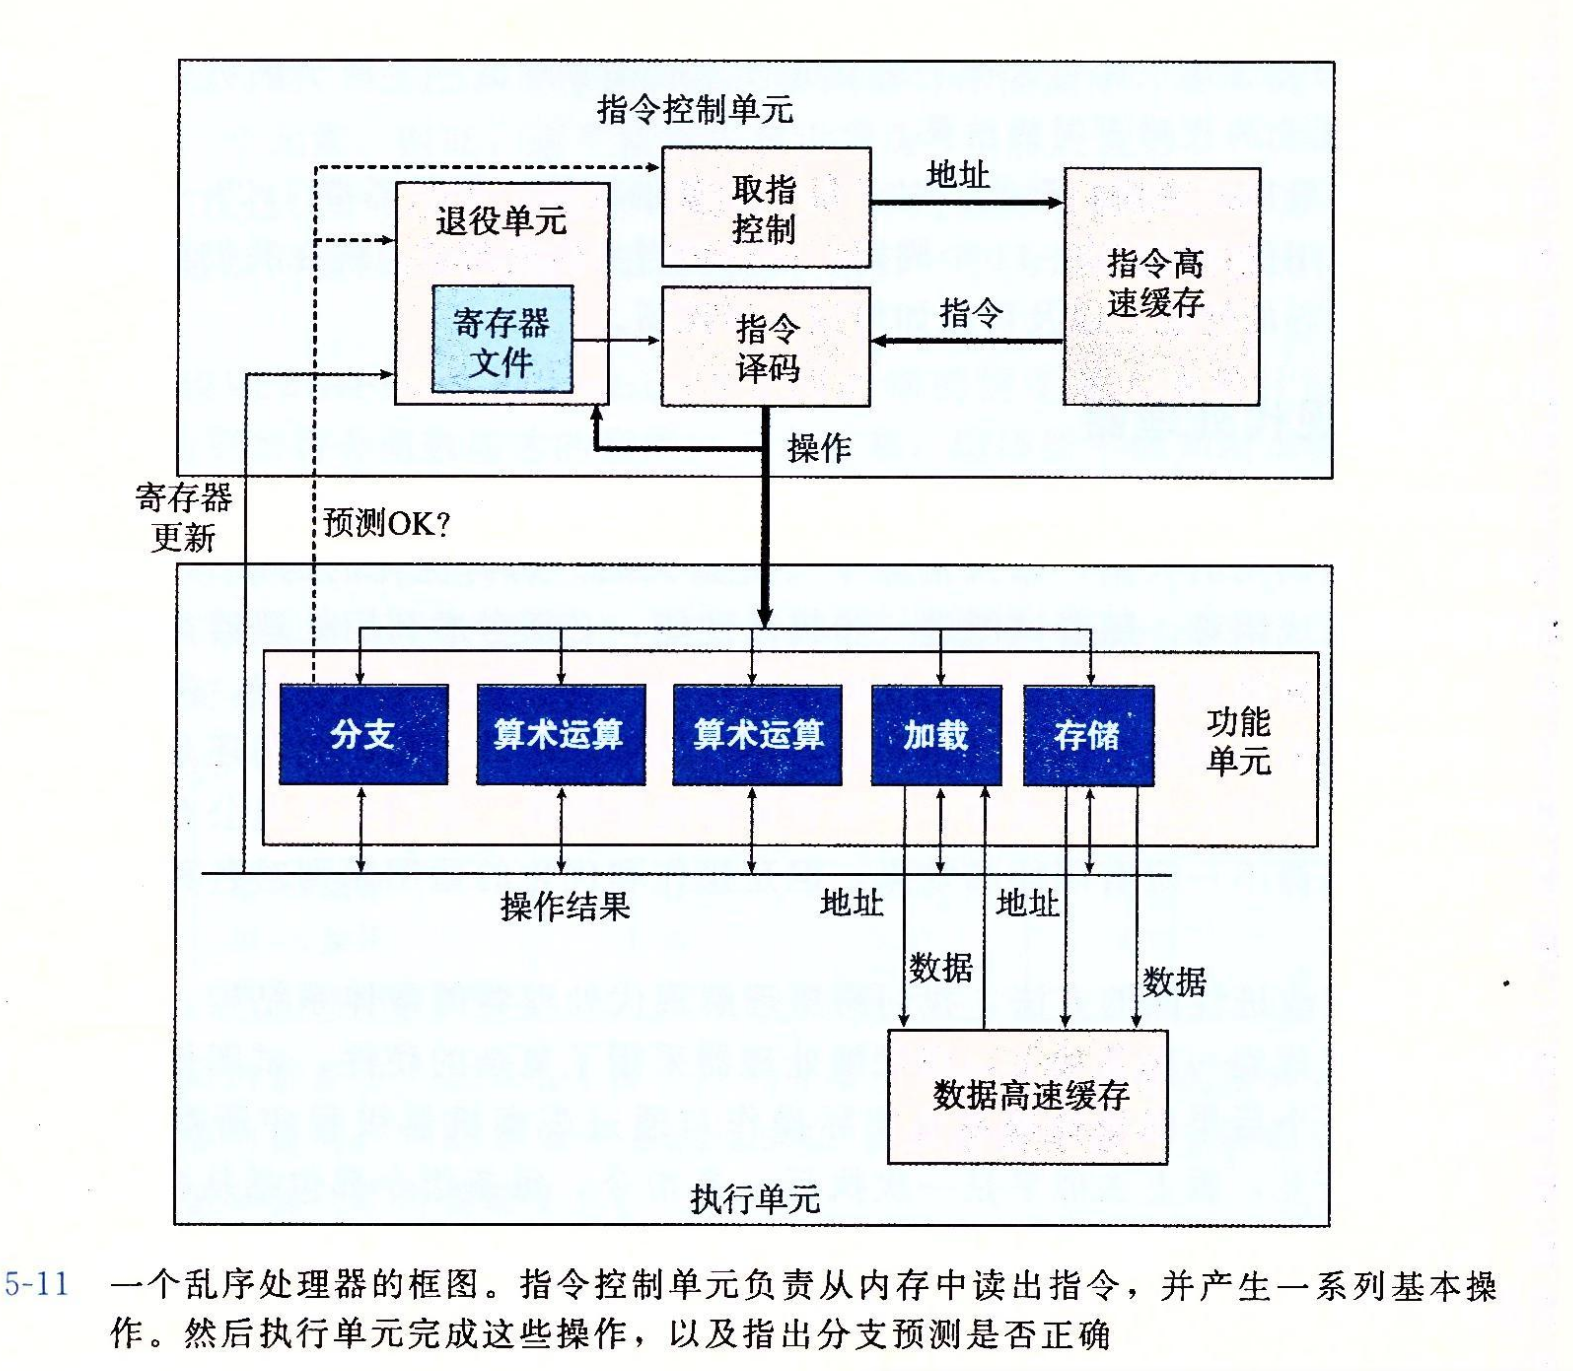 指令控制单元
取指
控制
地址
退役单元
指令高
速缓存
寄存器
文件
指令
译码
指令
操作
寄存器
更新
预测OK?
分支
算术运算
算术运算
加载
存储
功能
单元
操作结果
地址
地址
数据
数据
数据高速缓存
执行单元
5-11 一个乱序处理器的框图。指令控制单元负责从内存中读出指令，并产生一系列基本操
作。然后执行单元完成这些操作，以及指出分支预测是否正确